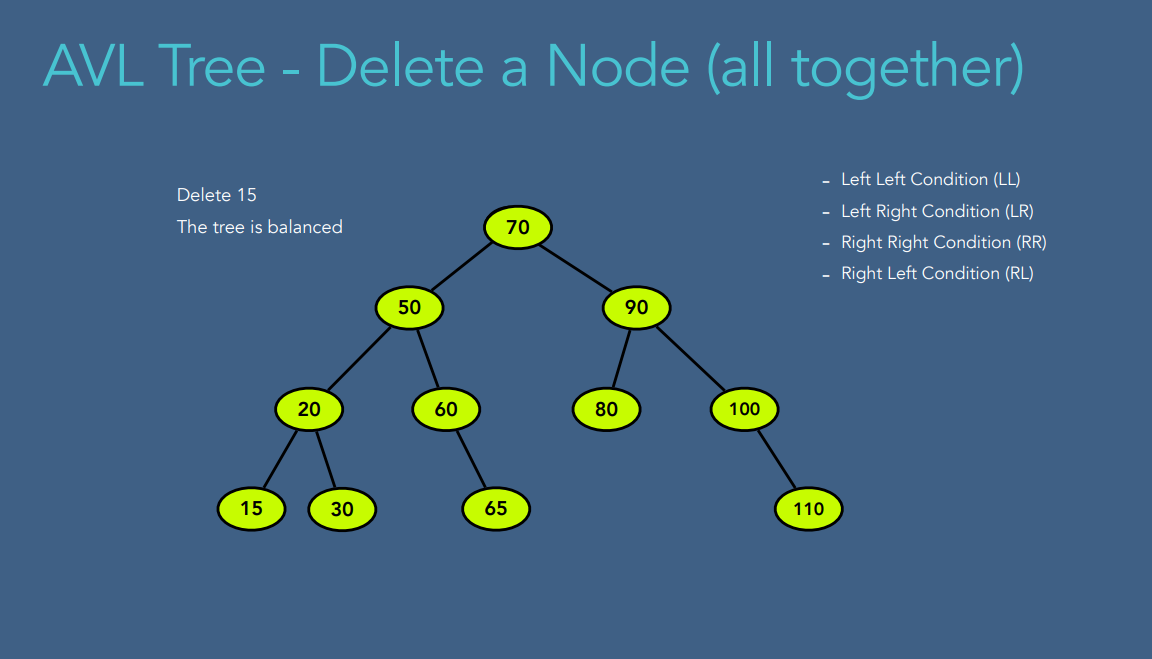 AVL Tree - Delete a Node (all together)
Delete 15
The tree is balanced
- Left Left Condition (LL)
- Left Right Condition (LR)
- Right Right Condition (RR)
- Right Left Condition (RL)
70
50 90
20 60 80 100
15 30 65 110